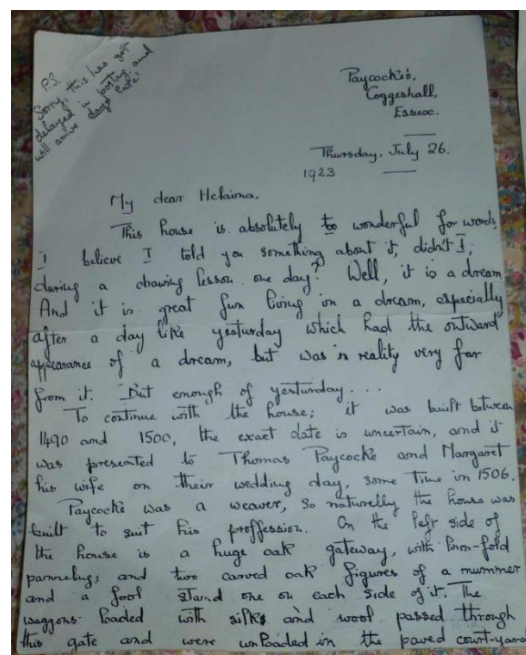 P.S.
Sorry, this has got
delayed in posting and
will arrive days late!
Paycocke's,
Coggeshall,
Essex.
Thursday, July 26.
1923
My dear Helaina,
This house is absolutely to wonderful for words,
I believe I told you something about it, didn't I,
during a drawing lesson one day? Well, it is a dream.
And it is great fun living in a dream, especially
after a day like yesturday which had the outward
appearance of a dream, but was in reality very far
from it. But enough of yesturday...
To continue with the house; it was built between
1490 and 1500, the exact date is uncertain, and it
was presented to Thomas Paycocke and Margaret
his wife on their wedding day, some time in 1506.
Paycocke was a weaver, so naturely the house was
built to suit his proffession. On the left side of
the house is a huge oak gateway, with linen-fold
panneling; and two carved oak figures of a mummer
and a fool stand one on each side of it. The
waggons loaded with silks and wool passed through
this gate and were unloaded in the paved court-yard